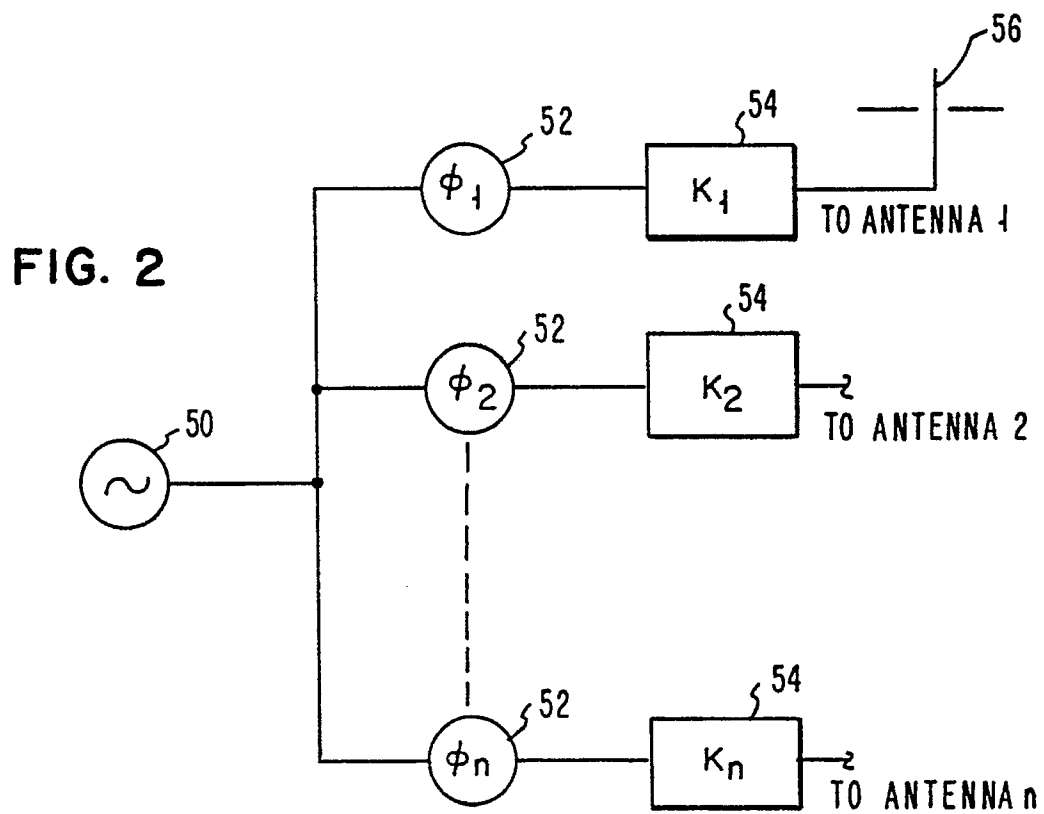 56
52
54
ϕ1
K1
TO ANTENNA 1
FIG. 2
52
54
ϕ2
K2
TO ANTENNA 2
50
52
54
ϕn
Kn
TO ANTENNA n